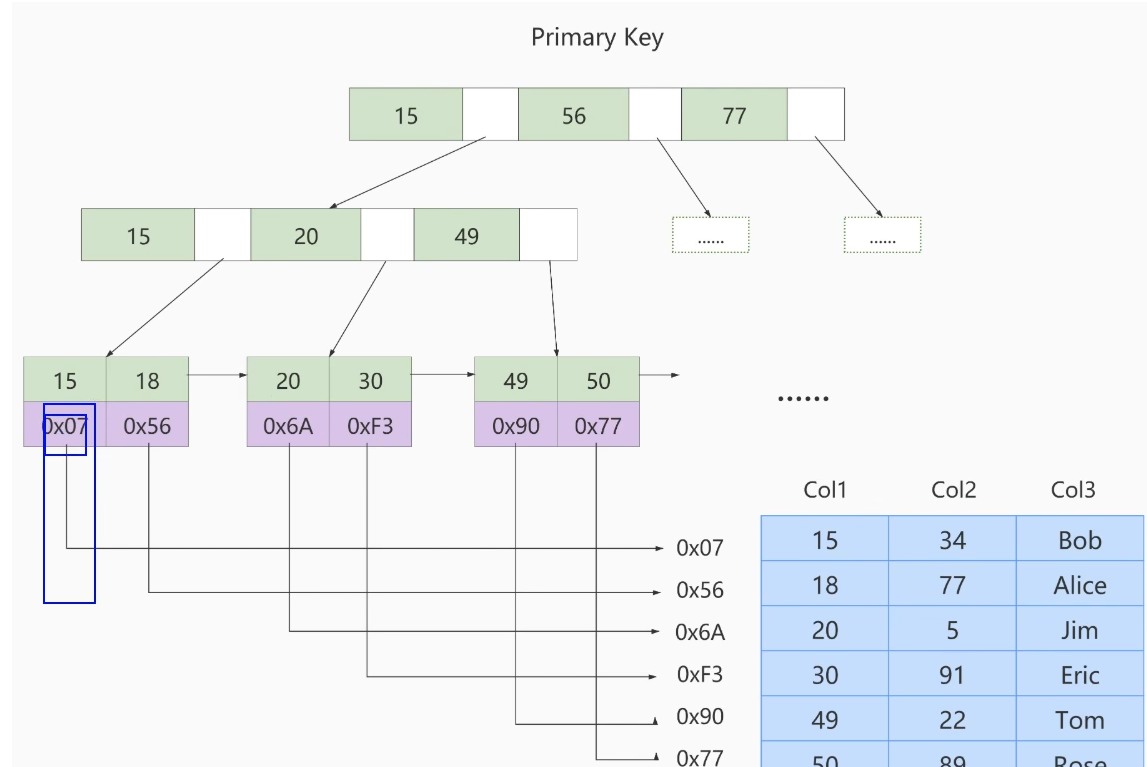 Primary Key
15 56 77
15 20 49
...... ......
15 18 20 30 49 50
0x07 0x56 0x6A 0xF3 0x90 0x77
......
Col1 Col2 Col3
0x07 15 34 Bob
0x56 18 77 Alice
0x6A 20 5 Jim
0xF3 30 91 Eric
0x90 49 22 Tom
0x77 50 89 Rose